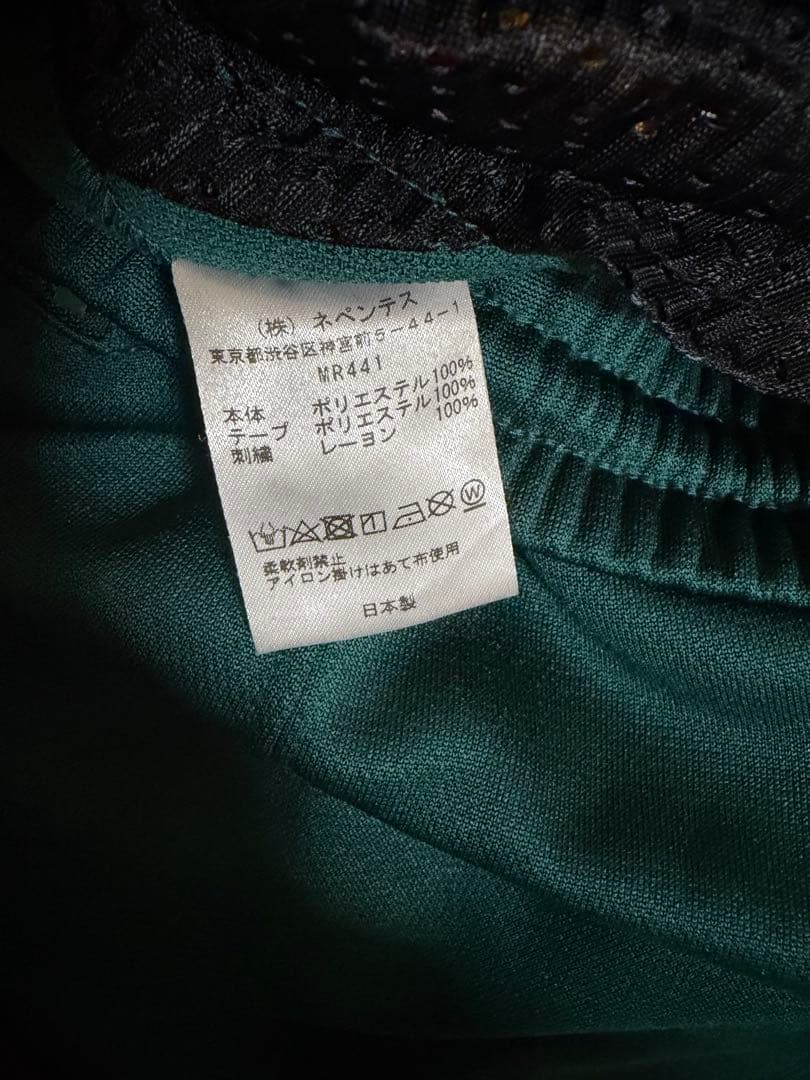 (株) ネペンテス
東京都渋谷区神宮前5-44-1
MR441
本体 ポリエステル100%
テープ ポリエステル100%
刺繍 レーヨン 100%
W
柔軟剤禁止
アイロン掛けはあて布使用
日本製